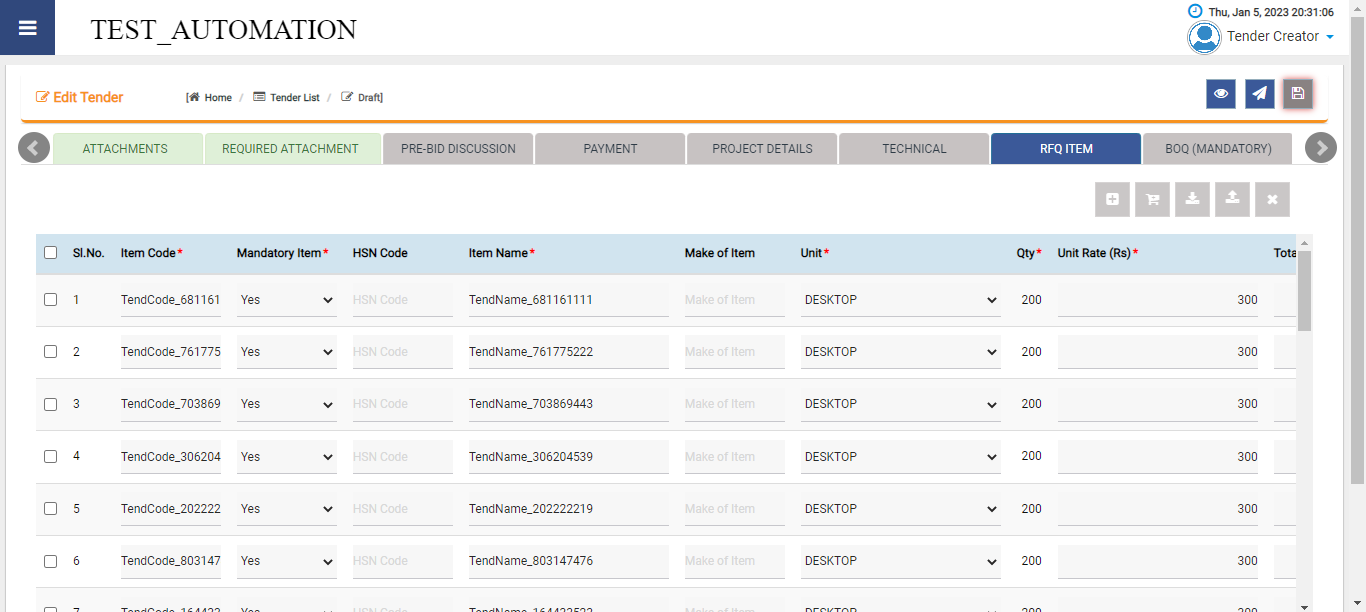 Thu, Jan 5, 2023 20:31:06
TEST_AUTOMATION
Tender Creator
Edit Tender [ Home / Tender List / Draft]
ATTACHMENTS REQUIRED ATTACHMENT PRE-BID DISCUSSION PAYMENT PROJECT DETAILS TECHNICAL RFQ ITEM BOQ (MANDATORY)
Sl.No. Item Code* Mandatory Item* HSN Code Item Name* Make of Item Unit* Qty* Unit Rate (Rs)* Tota
1 TendCode_681161 Yes HSN Code TendName_681161111 Make of Item DESKTOP 200 300
2 TendCode_761775 Yes HSN Code TendName_761775222 Make of Item DESKTOP 200 300
3 TendCode_703869 Yes HSN Code TendName_703869443 Make of Item DESKTOP 200 300
4 TendCode_306204 Yes HSN Code TendName_306204539 Make of Item DESKTOP 200 300
5 TendCode_202222 Yes HSN Code TendName_202222219 Make of Item DESKTOP 200 300
6 TendCode_803147 Yes HSN Code TendName_803147476 Make of Item DESKTOP 200 300
7 Yes HSN Code Make of Item DESKTOP 200 300